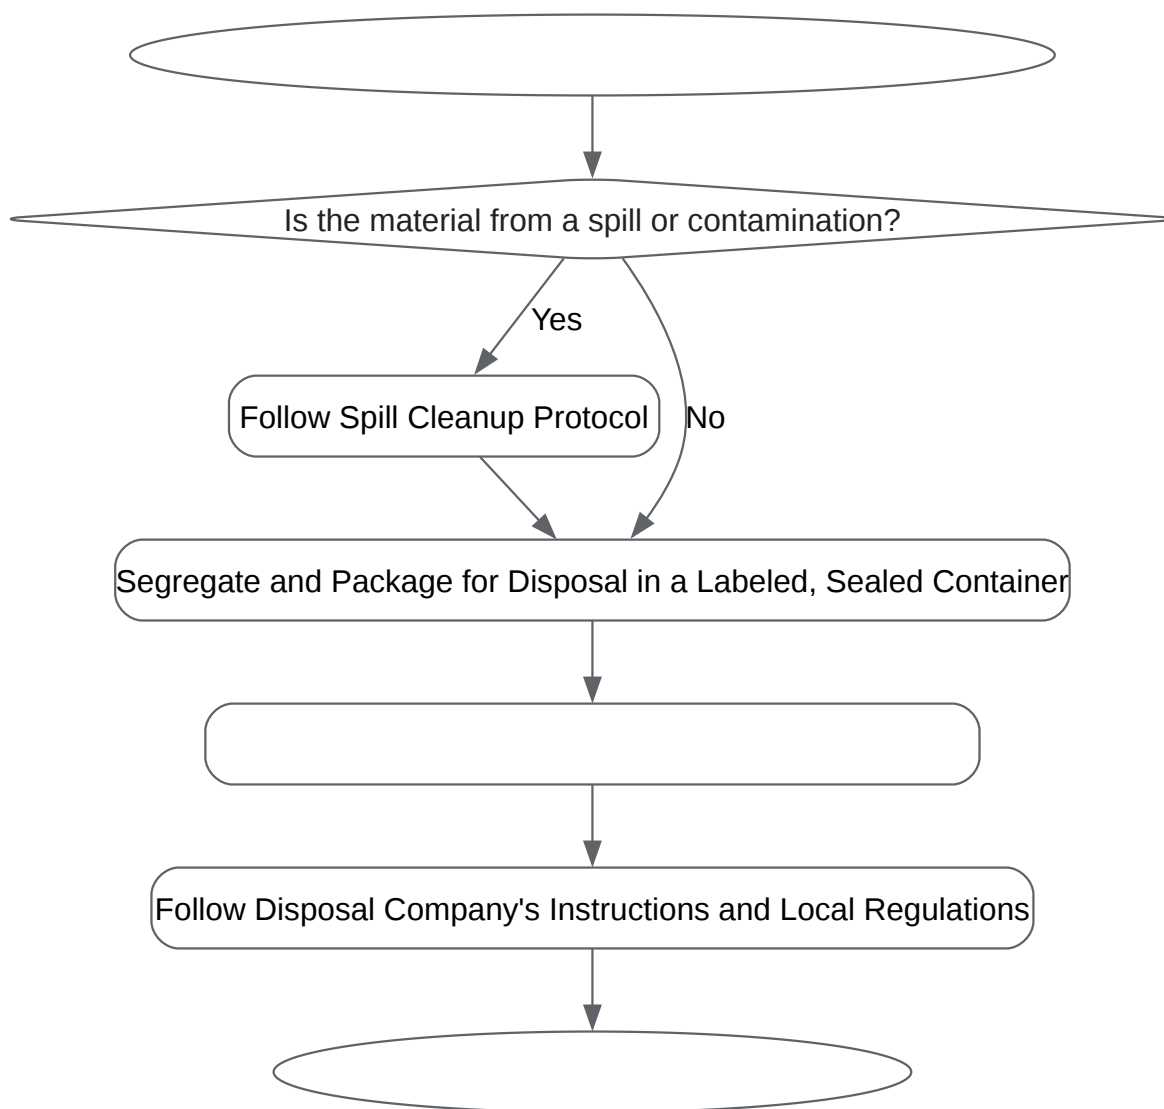 Is the material from a spill or contamination?
Yes
Follow Spill Cleanup Protocol
No
Segregate and Package for Disposal in a Labeled, Sealed Container
Follow Disposal Company's Instructions and Local Regulations